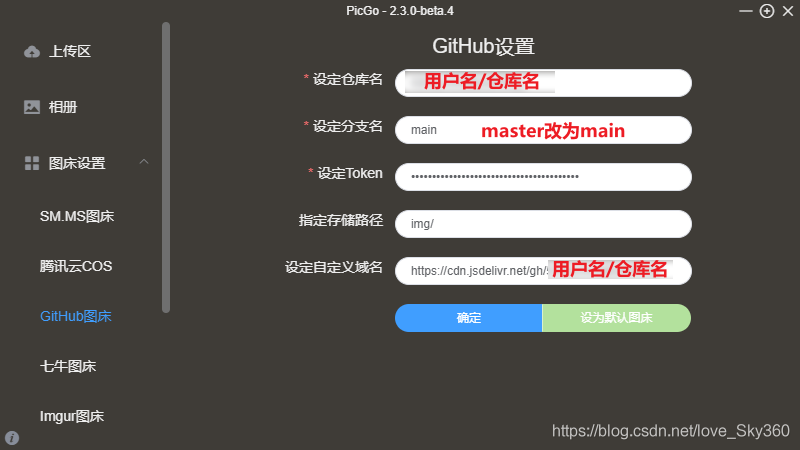 PicGo - 2.3.0-beta.4
上传区
相册
图床设置
SM.MS图床
腾讯云COS
GitHub图床
七牛图床
Imgur图床
GitHub设置
* 设定仓库名 用户名/仓库名
* 设定分支名 main master改为main
* 设定Token ••••••••••••••••••••••••••••••••••••••••
指定存储路径 img/
设定自定义域名 https://cdn.jsdelivr.net/gh/ 用户名/仓库名
确定 设为默认图床
https://blog.csdn.net/love_Sky360